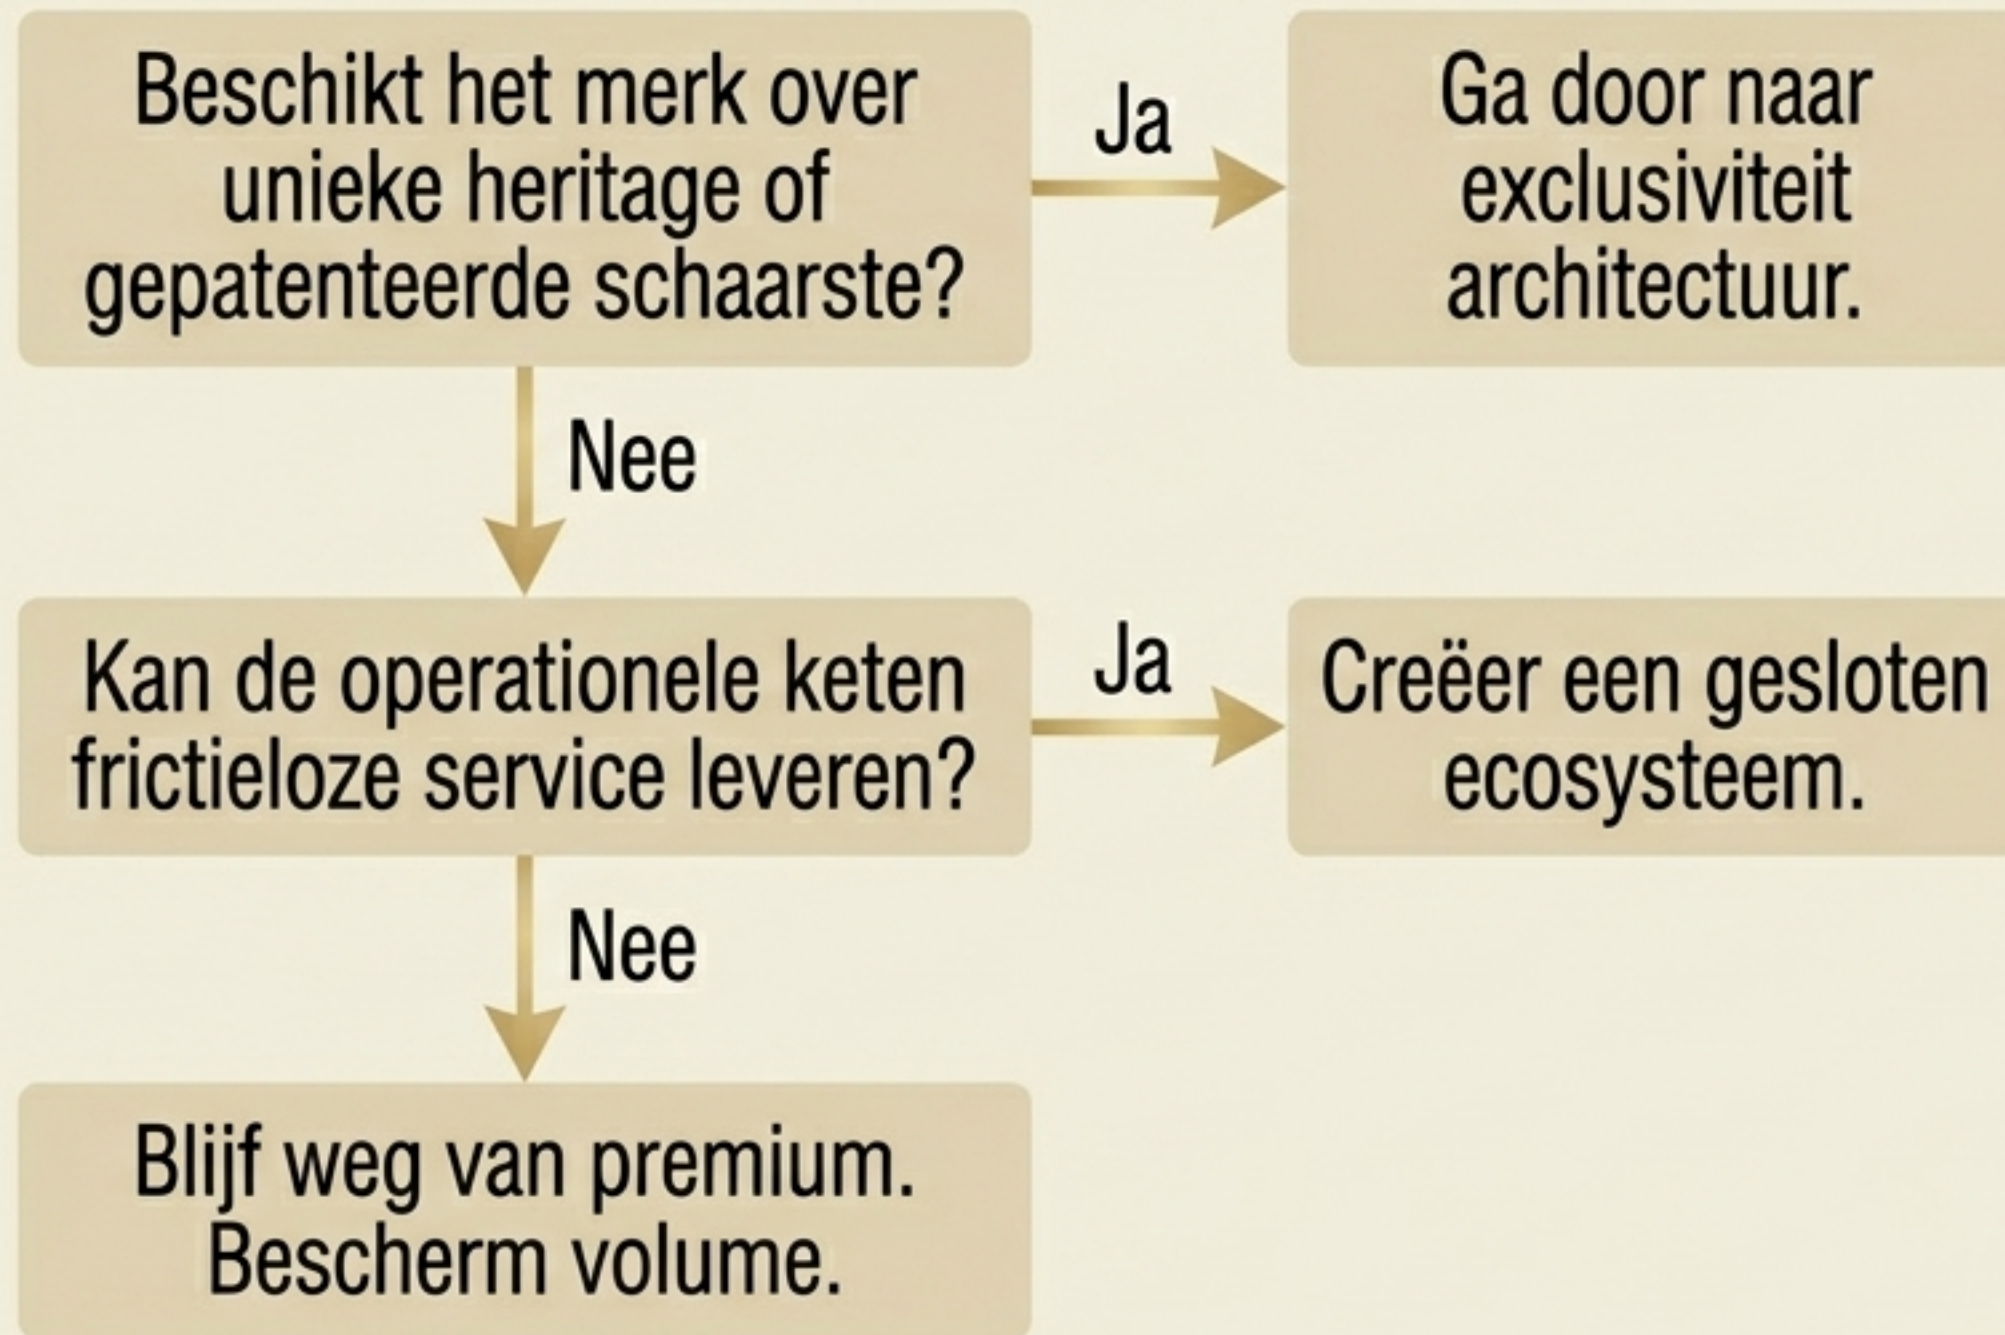 Beschikt het merk over
unieke heritage of
gepatenteerde schaarste?
Ja
Ga door naar
exclusiviteit
architectuur.
Nee
Kan de operationele keten
frictieloze service leveren?
Ja
Creëer een gesloten
ecosysteem.
Nee
Blijf weg van premium.
Bescherm volume.